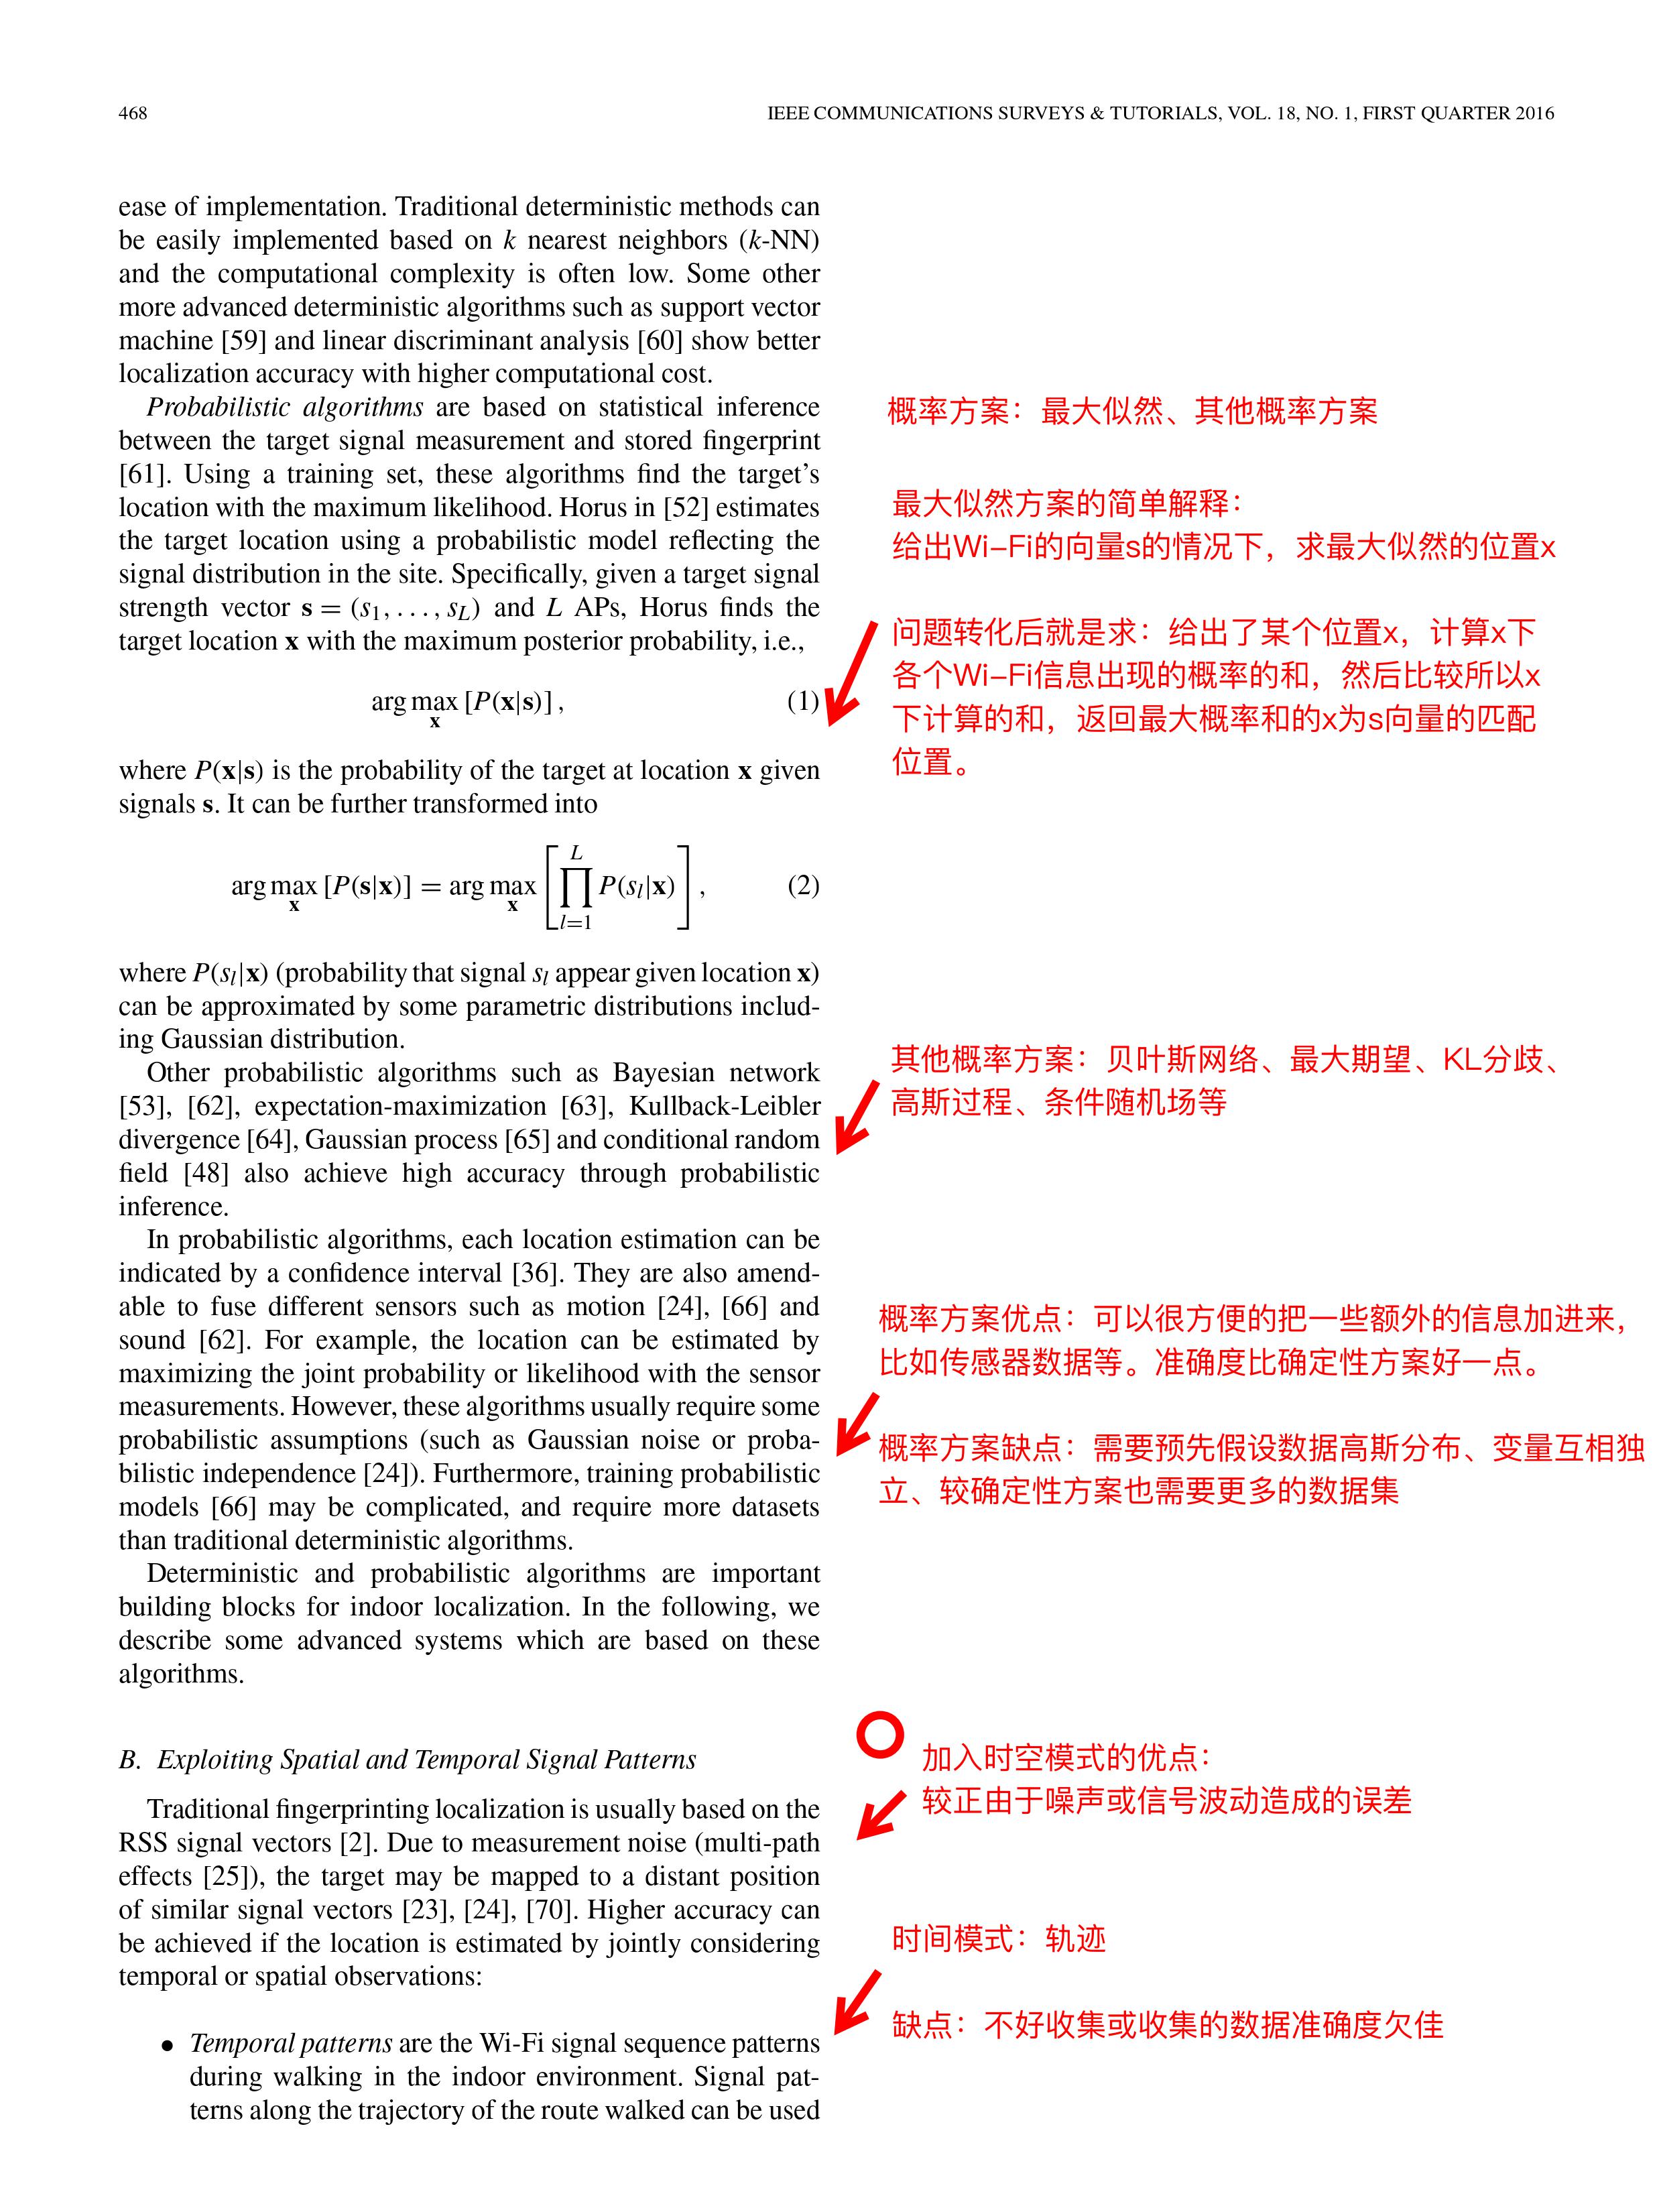 468
IEEE COMMUNICATIONS SURVEYS & TUTORIALS, VOL. 18, NO. 1, FIRST QUARTER 2016
ease of implementation. Traditional deterministic methods can
be easily implemented based on k nearest neighbors (k-NN)
and the computational complexity is often low. Some other
more advanced deterministic algorithms such as support vector
machine [59] and linear discriminant analysis [60] show better
localization accuracy with higher computational cost.
Probabilistic algorithms are based on statistical inference
between the target signal measurement and stored fingerprint
[61]. Using a training set, these algorithms find the target's
location with the maximum likelihood. Horus in [52] estimates
the target location using a probabilistic model reflecting the
signal distribution in the site. Specifically, given a target signal
strength vector s = (s1, . . . , sL) and L APs, Horus finds the
target location x with the maximum posterior probability, i.e.,
arg max x [P(x|s)], (1)
where P(x|s) is the probability of the target at location x given
signals s. It can be further transformed into
arg max x [P(s|x)] = arg max x [∏ l=1 L P(sl|x)], (2)
where P(sl|x) (probability that signal sl appear given location x)
can be approximated by some parametric distributions includ-
ing Gaussian distribution.
Other probabilistic algorithms such as Bayesian network
[53], [62], expectation-maximization [63], Kullback-Leibler
divergence [64], Gaussian process [65] and conditional random
field [48] also achieve high accuracy through probabilistic
inference.
In probabilistic algorithms, each location estimation can be
indicated by a confidence interval [36]. They are also amend-
able to fuse different sensors such as motion [24], [66] and
sound [62]. For example, the location can be estimated by
maximizing the joint probability or likelihood with the sensor
measurements. However, these algorithms usually require some
probabilistic assumptions (such as Gaussian noise or proba-
bilistic independence [24]). Furthermore, training probabilistic
models [66] may be complicated, and require more datasets
than traditional deterministic algorithms.
Deterministic and probabilistic algorithms are important
building blocks for indoor localization. In the following, we
describe some advanced systems which are based on these
algorithms.
B. Exploiting Spatial and Temporal Signal Patterns
Traditional fingerprinting localization is usually based on the
RSS signal vectors [2]. Due to measurement noise (multi-path
effects [25]), the target may be mapped to a distant position
of similar signal vectors [23], [24], [70]. Higher accuracy can
be achieved if the location is estimated by jointly considering
temporal or spatial observations:
• Temporal patterns are the Wi-Fi signal sequence patterns
during walking in the indoor environment. Signal pat-
terns along the trajectory of the route walked can be used
概率方案：最大似然、其他概率方案
最大似然方案的简单解释：
给出Wi-Fi的向量s的情况下，求最大似然的位置x
问题转化后就是求：给出了某个位置x，计算x下
各个Wi-Fi信息出现的概率的和，然后比较所以x
下计算的和，返回最大概率和的x为s向量的匹配
位置。
其他概率方案：贝叶斯网络、最大期望、KL分歧、
高斯过程、条件随机场等
概率方案优点：可以很方便的把一些额外的信息加进来，
比如传感器数据等。准确度比确定性方案好一点。
概率方案缺点：需要预先假设数据高斯分布、变量互相独
立、较确定性方案也需要更多的数据集
加入时空模式的优点：
较正由于噪声或信号波动造成的误差
时间模式：轨迹
缺点：不好收集或收集的数据准确度欠佳